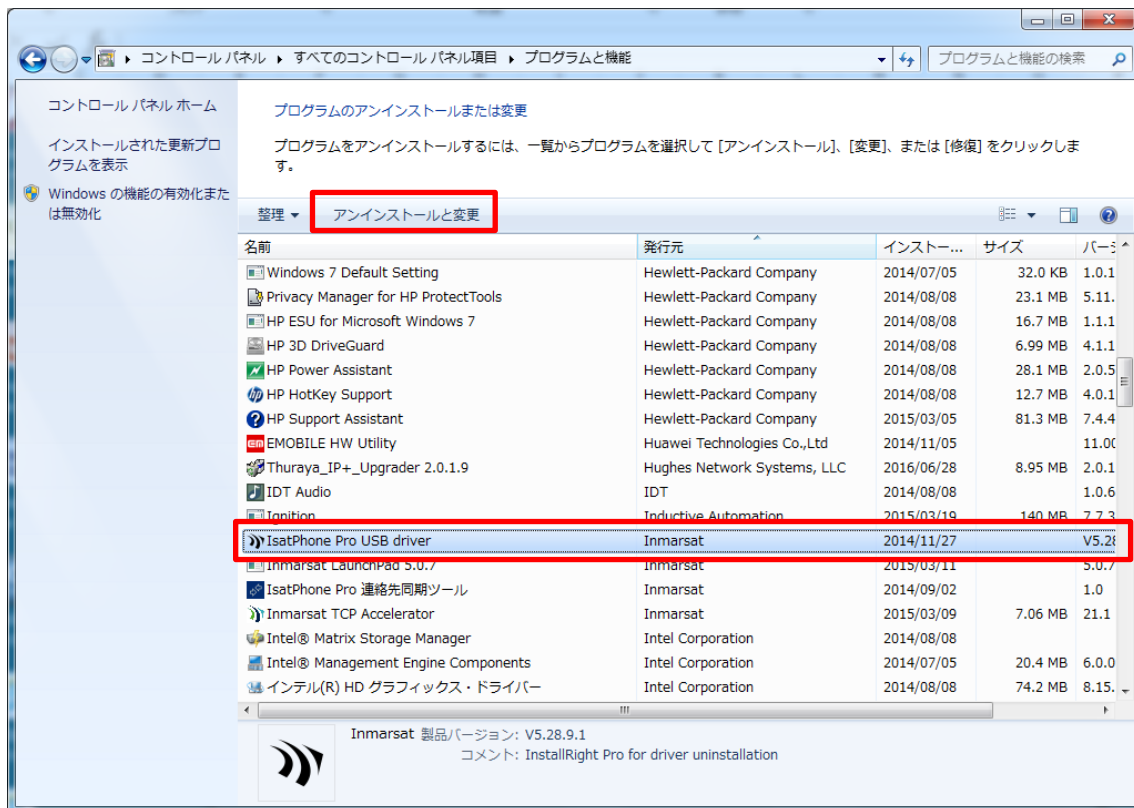 コントロール パネル ▸ すべてのコントロール パネル項目 ▸ プログラムと機能
プログラムと機能の検索
コントロール パネル ホーム
インストールされた更新プロ
グラムを表示
Windows の機能の有効化また
は無効化
プログラムのアンインストールまたは変更
プログラムをアンインストールするには、一覧からプログラムを選択して [アンインストール]、[変更]、または [修復] をクリックしま
す。
整理 ▼ アンインストールと変更
名前 発行元 インストー... サイズ バージ
Windows 7 Default Setting Hewlett-Packard Company 2014/07/05 32.0 KB 1.0.1
Privacy Manager for HP ProtectTools Hewlett-Packard Company 2014/08/08 23.1 MB 5.11.
HP ESU for Microsoft Windows 7 Hewlett-Packard Company 2014/08/08 16.7 MB 1.1.1
HP 3D DriveGuard Hewlett-Packard Company 2014/08/08 6.99 MB 4.1.1
HP Power Assistant Hewlett-Packard Company 2014/08/08 28.1 MB 2.0.5
HP HotKey Support Hewlett-Packard Company 2014/08/08 12.7 MB 4.0.1
HP Support Assistant Hewlett-Packard Company 2015/03/05 81.3 MB 7.4.4
EMOBILE HW Utility Huawei Technologies Co.,Ltd 2014/11/05 11.00
Thuraya_IP+_Upgrader 2.0.1.9 Hughes Network Systems, LLC 2016/06/28 8.95 MB 2.0.1
IDT Audio IDT 2014/08/08 1.0.6
Ignition Inductive Automation 2015/03/19 140 MB 7.7.3
IsatPhone Pro USB driver Inmarsat 2014/11/27 V5.28
Inmarsat LaunchPad 5.0.7 Inmarsat 2015/03/11 5.0.7
IsatPhone Pro 連絡先同期ツール Inmarsat 2014/09/02 1.0
Inmarsat TCP Accelerator Inmarsat 2015/03/09 7.06 MB 21.1
Intel® Matrix Storage Manager Intel Corporation 2014/08/08
Intel® Management Engine Components Intel Corporation 2014/07/05 20.4 MB 6.0.0
インテル(R) HD グラフィックス・ドライバー Intel Corporation 2014/08/08 74.2 MB 8.15.
Inmarsat 製品バージョン: V5.28.9.1
コメント: InstallRight Pro for driver uninstallation